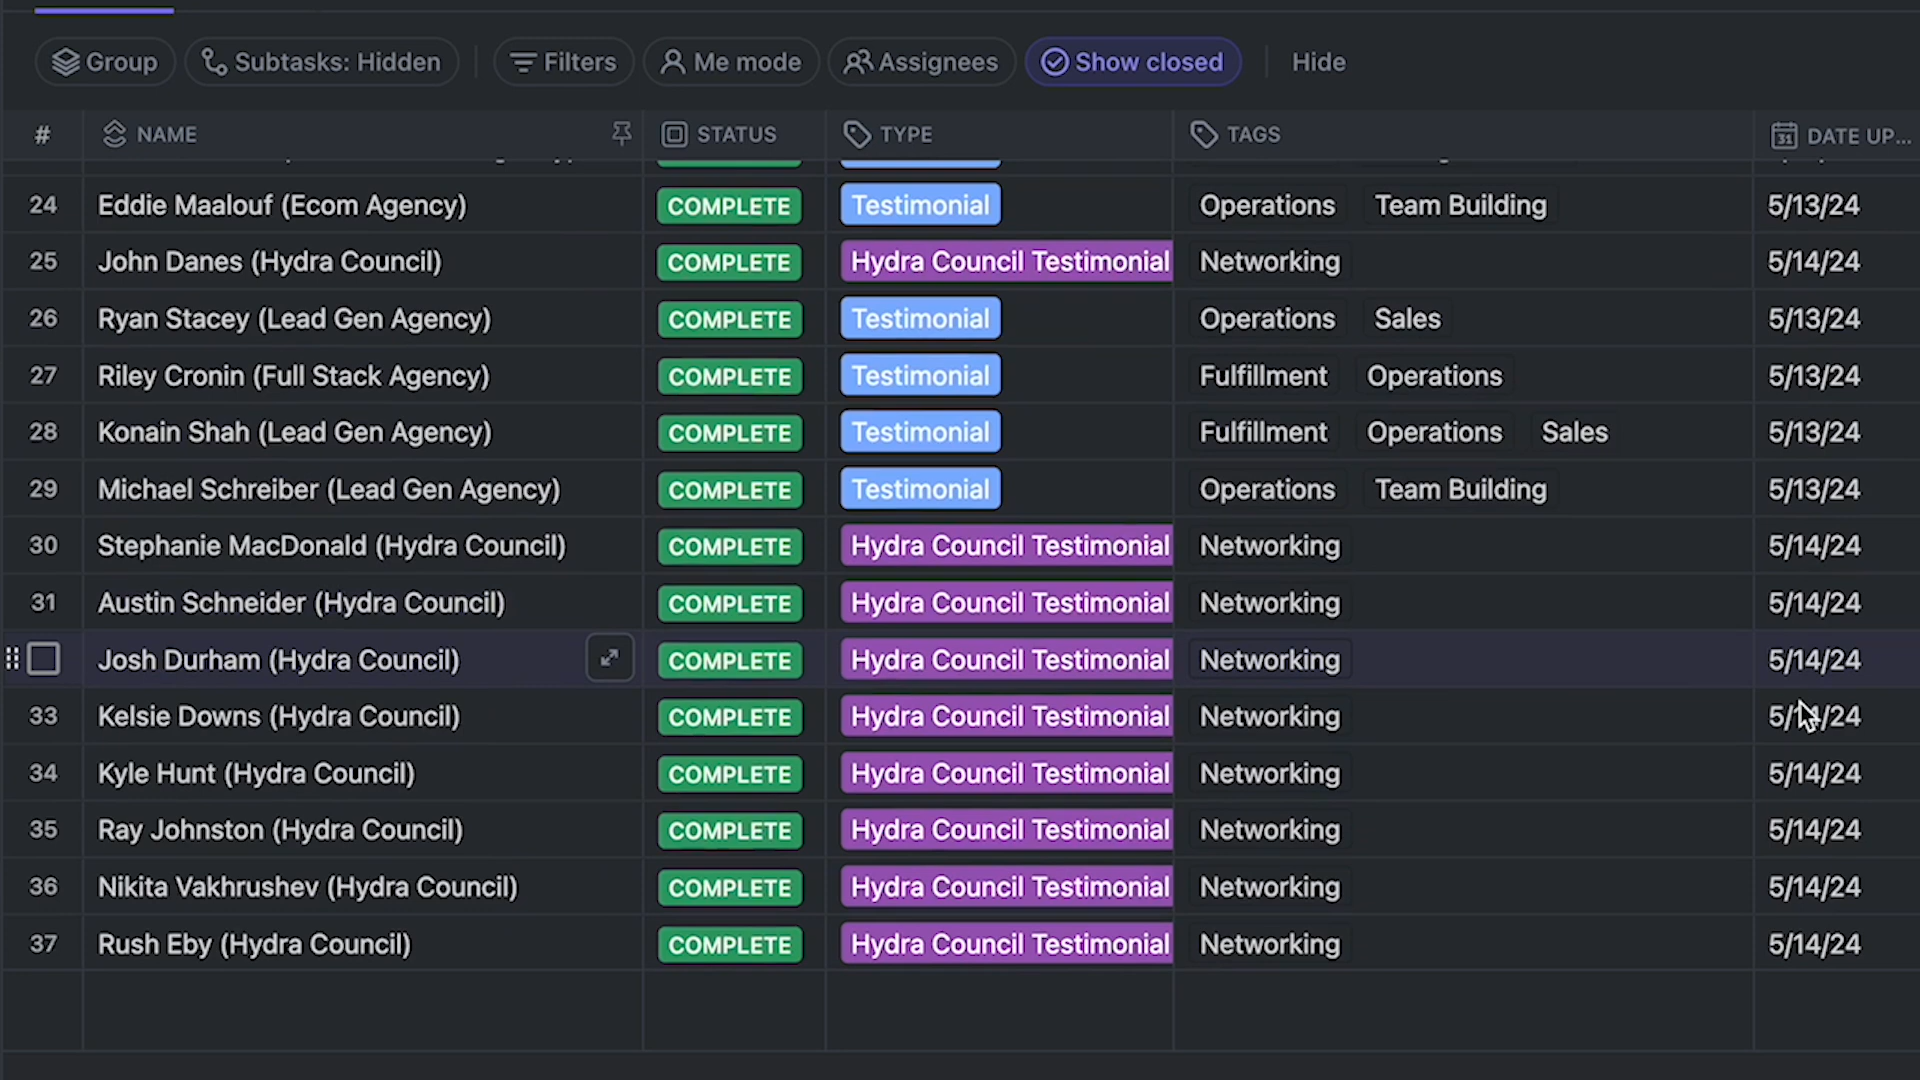 Group Subtasks: Hidden Filters Me mode Assignees Show closed Hide
# NAME STATUS TYPE TAGS 31 DATE UP...
24 Eddie Maalouf (Ecom Agency) COMPLETE Testimonial Operations Team Building 5/13/24
25 John Danes (Hydra Council) COMPLETE Hydra Council Testimonial Networking 5/14/24
26 Ryan Stacey (Lead Gen Agency) COMPLETE Testimonial Operations Sales 5/13/24
27 Riley Cronin (Full Stack Agency) COMPLETE Testimonial Fulfillment Operations 5/13/24
28 Konain Shah (Lead Gen Agency) COMPLETE Testimonial Fulfillment Operations Sales 5/13/24
29 Michael Schreiber (Lead Gen Agency) COMPLETE Testimonial Operations Team Building 5/13/24
30 Stephanie MacDonald (Hydra Council) COMPLETE Hydra Council Testimonial Networking 5/14/24
31 Austin Schneider (Hydra Council) COMPLETE Hydra Council Testimonial Networking 5/14/24
Josh Durham (Hydra Council) COMPLETE Hydra Council Testimonial Networking 5/14/24
33 Kelsie Downs (Hydra Council) COMPLETE Hydra Council Testimonial Networking 5/14/24
34 Kyle Hunt (Hydra Council) COMPLETE Hydra Council Testimonial Networking 5/14/24
35 Ray Johnston (Hydra Council) COMPLETE Hydra Council Testimonial Networking 5/14/24
36 Nikita Vakhrushev (Hydra Council) COMPLETE Hydra Council Testimonial Networking 5/14/24
37 Rush Eby (Hydra Council) COMPLETE Hydra Council Testimonial Networking 5/14/24